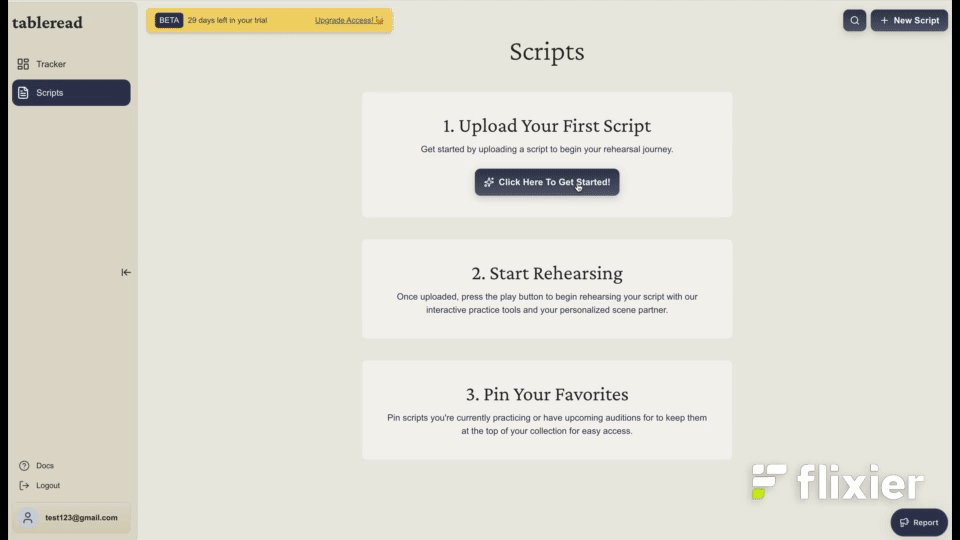 tableread
BETA 29 days left in your trial Upgrade Access!
New Script
Tracker
Scripts
Scripts
1. Upload Your First Script
Get started by uploading a script to begin your rehearsal journey.
Click Here To Get Started!
2. Start Rehearsing
Once uploaded, press the play button to begin rehearsing your script with our
interactive practice tools and your personalized scene partner.
3. Pin Your Favorites
Pin scripts you're currently practicing or have upcoming auditions for to keep them
at the top of your collection for easy access.
Docs
Logout
test123@gmail.com
flixier
Report